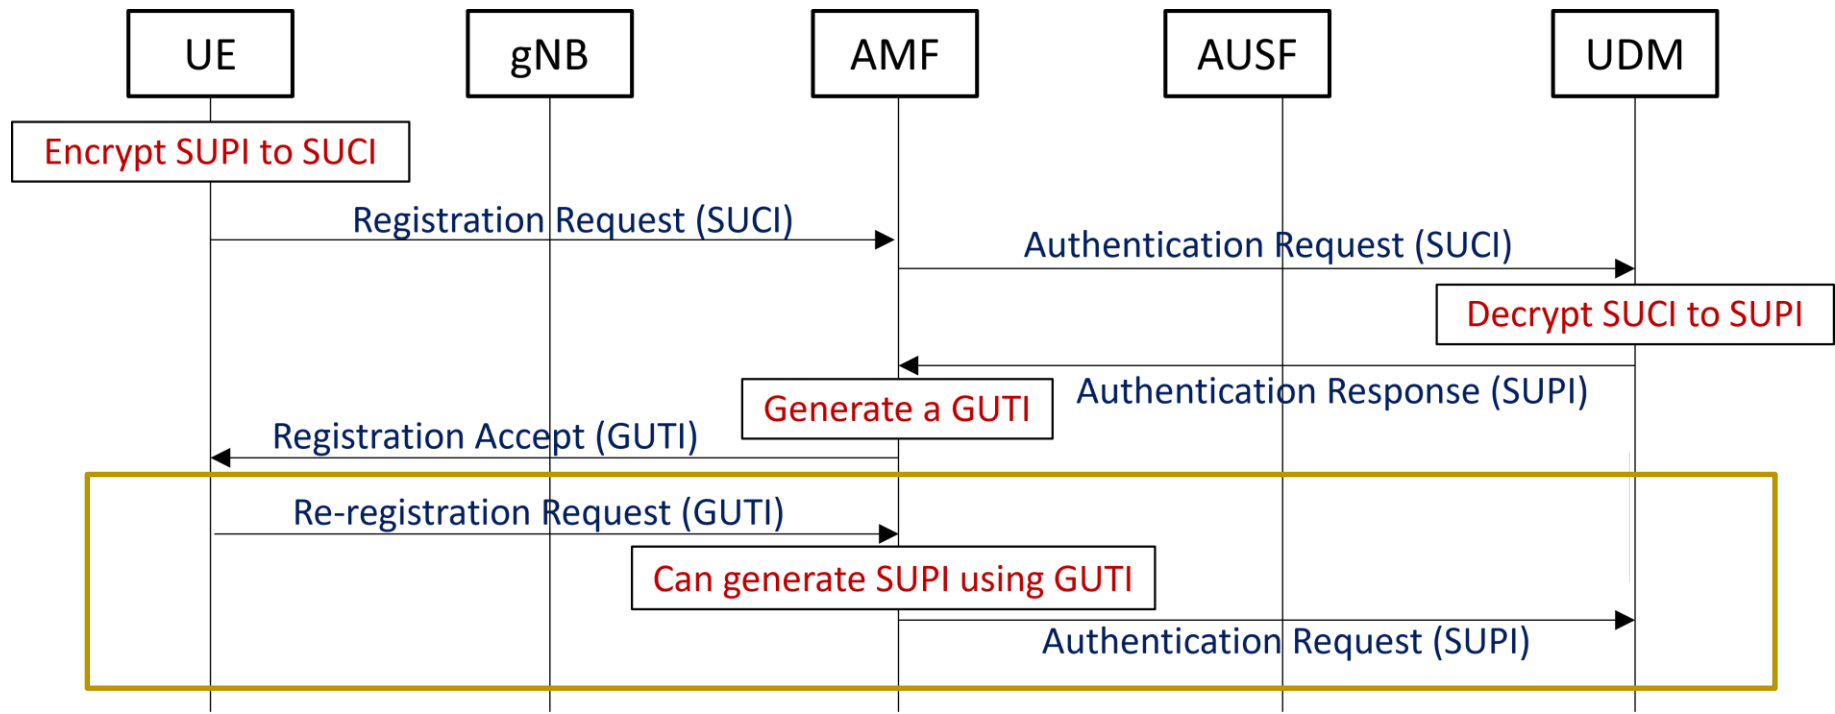 UE
gNB
AMF
AUSF
UDM
Encrypt SUPI to SUCI
Registration Request (SUCI)
Authentication Request (SUCI)
Decrypt SUCI to SUPI
Authentication Response (SUPI)
Generate a GUTI
Registration Accept (GUTI)
Re-registration Request (GUTI)
Can generate SUPI using GUTI
Authentication Request (SUPI)